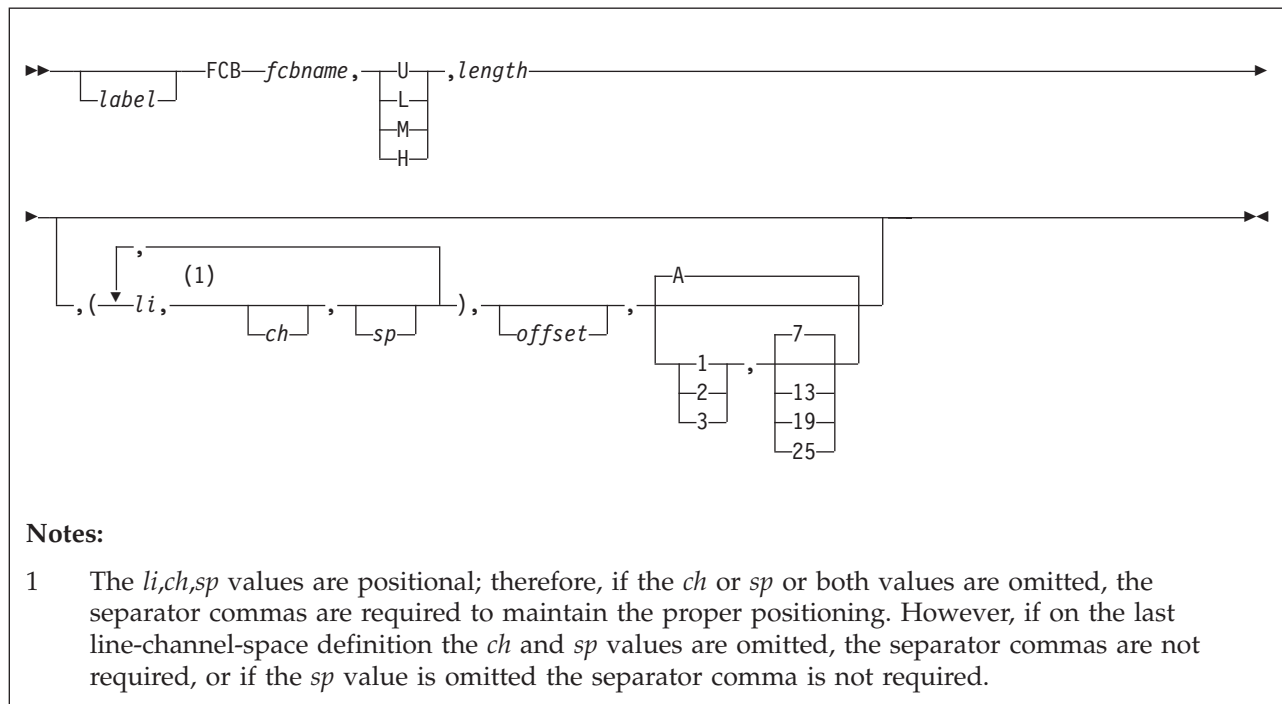 FCB fcbname, U ,length
label L
M
H
, A
(1)
,( li, , ), ,
ch sp offset
1 , 7
2 13
3 19
25
Notes:
1 The li,ch,sp values are positional; therefore, if the ch or sp or both values are omitted, the
separator commas are required to maintain the proper positioning. However, if on the last
line-channel-space definition the ch and sp values are omitted, the separator commas are not
required, or if the sp value is omitted the separator comma is not required.